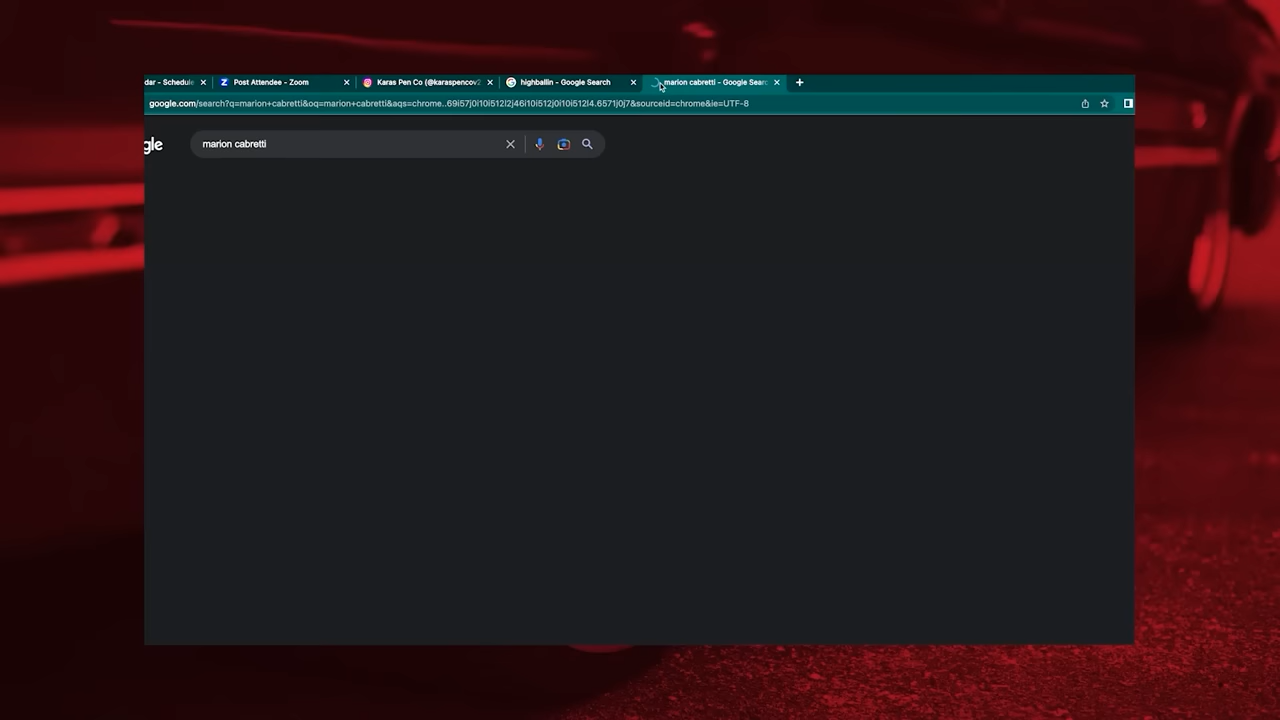 dar - Schedule
Post Attendee - Zoom
Karas Pen Co (@karaspencov2
highballin - Google Search
marion cabretti - Google Searc
google.com/search?q=marion+cabretti&oq=marion+cabretti&aqs=chrome..69i57j0i10i512l2j46i10i512j0i10i512l4.6571j0j7&sourceid=chrome&ie=UTF-8
gle
marion cabretti